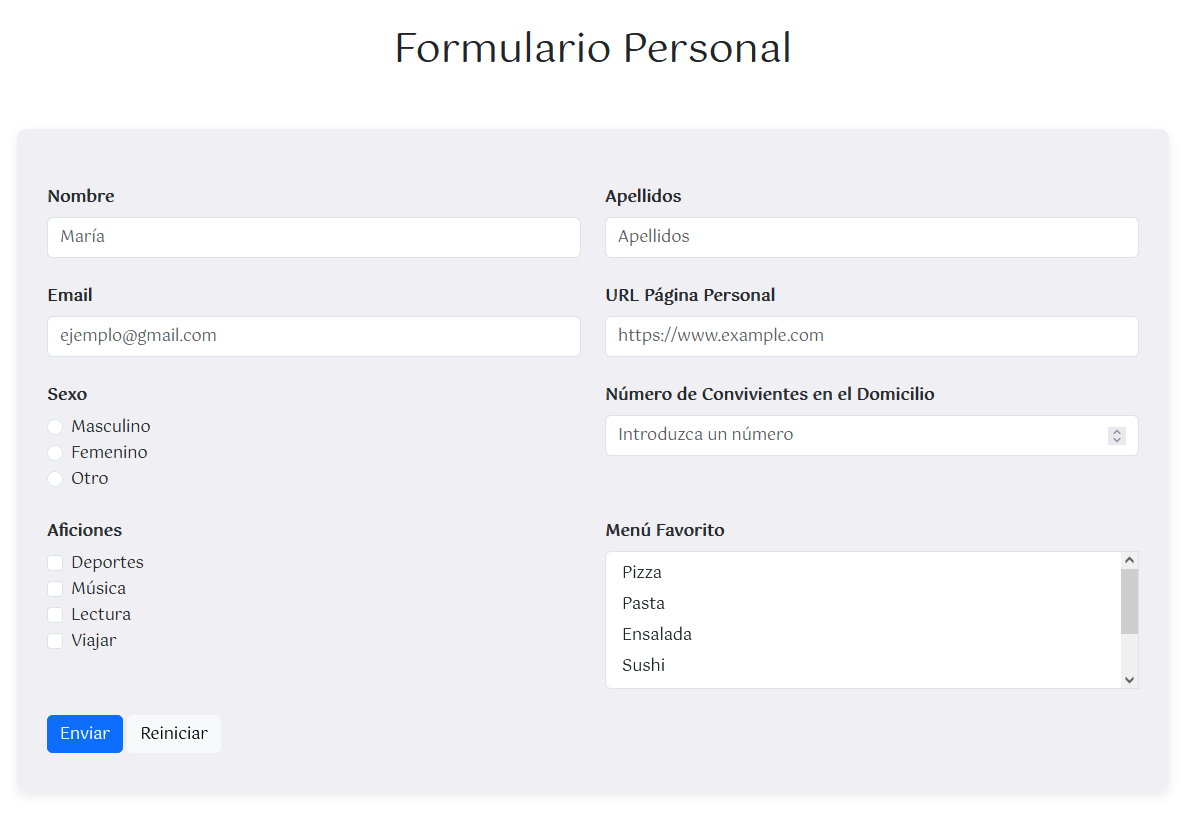 Formulario Personal
Nombre
Apellidos
María
Apellidos
Email
URL Página Personal
ejemplo@gmail.com
https://www.example.com
Sexo
Número de Convivientes en el Domicilio
Masculino
Introduzca un número
Femenino
Otro
Aficiones
Menú Favorito
Deportes
Pizza
Música
Pasta
Lectura
Ensalada
Viajar
Sushi
Enviar
Reiniciar